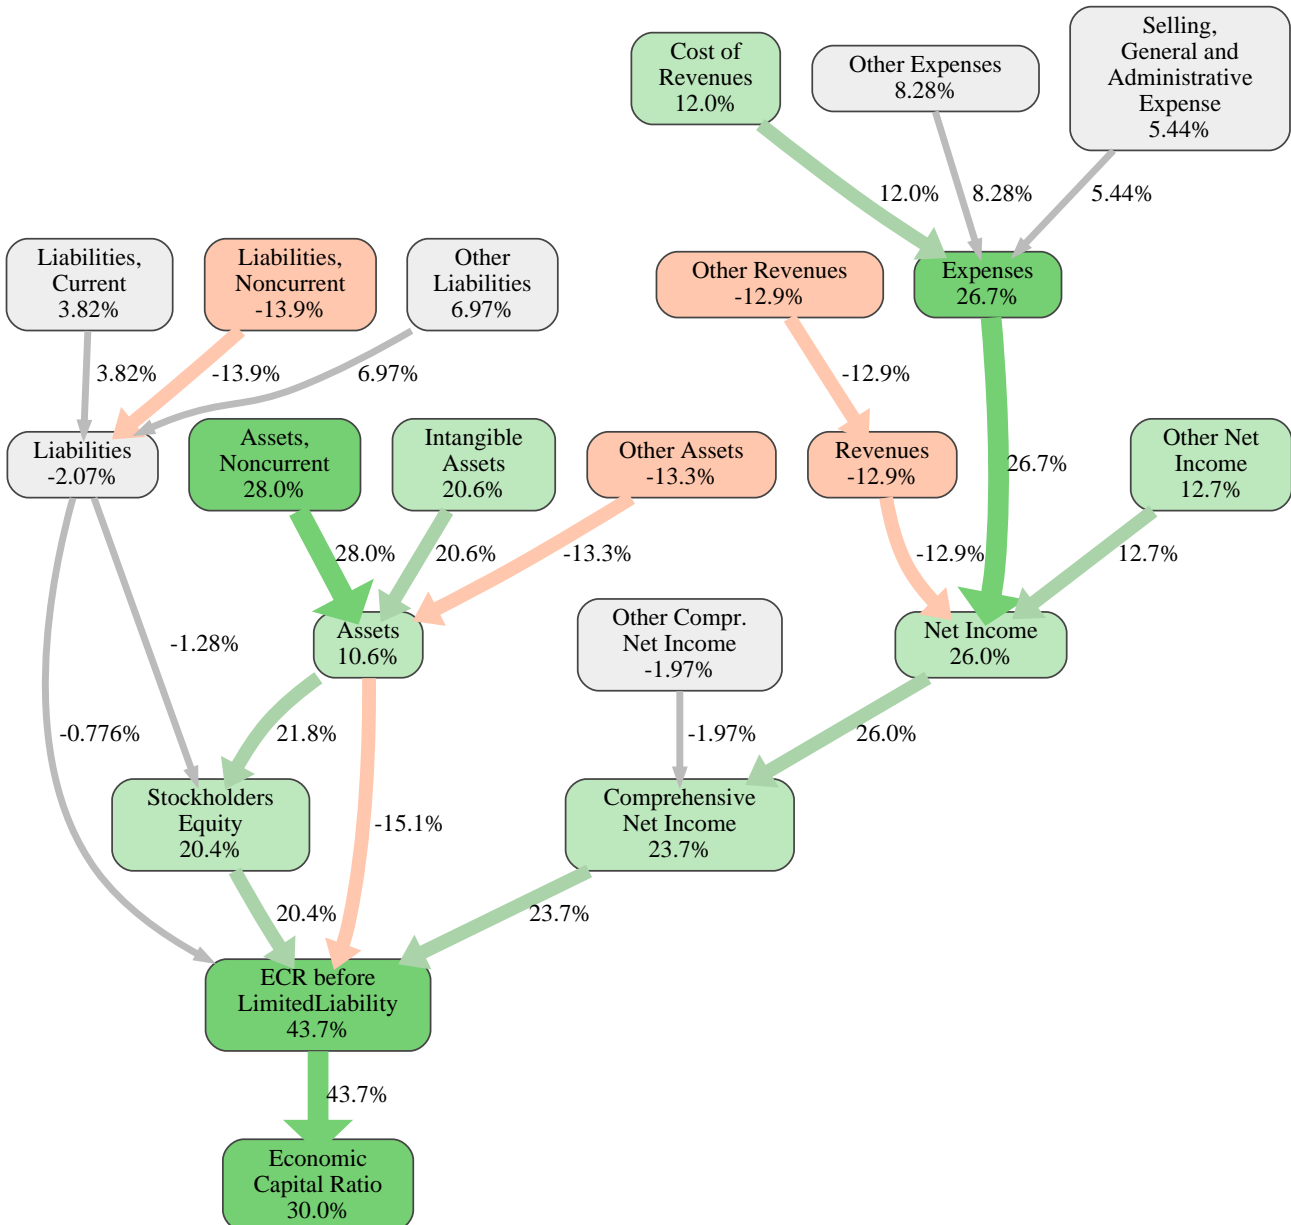 Selling,
General and
Administrative
Expense
5.44%
Cost of
Revenues
12.0%
Other Expenses
8.28%
12.0%
8.28%
5.44%
Liabilities,
Current
3.82%
Liabilities,
Noncurrent
-13.9%
Other
Liabilities
6.97%
Other Revenues
-12.9%
Expenses
26.7%
3.82%
-13.9%
6.97%
-12.9%
Liabilities
-2.07%
Assets,
Noncurrent
28.0%
Intangible
Assets
20.6%
Other Assets
-13.3%
Revenues
-12.9%
26.7%
Other Net
Income
12.7%
28.0%
20.6%
-13.3%
-12.9%
12.7%
-1.28%
Assets
10.6%
Other Compr.
Net Income
-1.97%
Net Income
26.0%
-0.776%
21.8%
-1.97%
26.0%
Stockholders
Equity
20.4%
-15.1%
Comprehensive
Net Income
23.7%
20.4%
23.7%
ECR before
LimitedLiability
43.7%
43.7%
Economic
Capital Ratio
30.0%